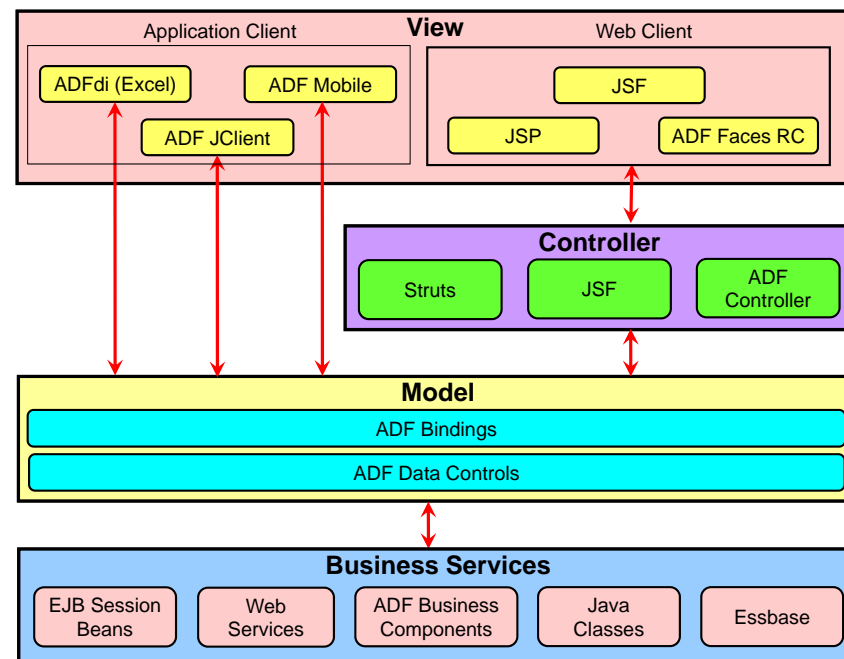 View
Application Client
Web Client
ADFdi (Excel)
ADF Mobile
ADF JClient
JSF
JSP
ADF Faces RC
Controller
Struts
JSF
ADF
Controller
Model
ADF Bindings
ADF Data Controls
Business Services
EJB Session
Beans
Web
Services
ADF Business
Components
Java
Classes
Essbase